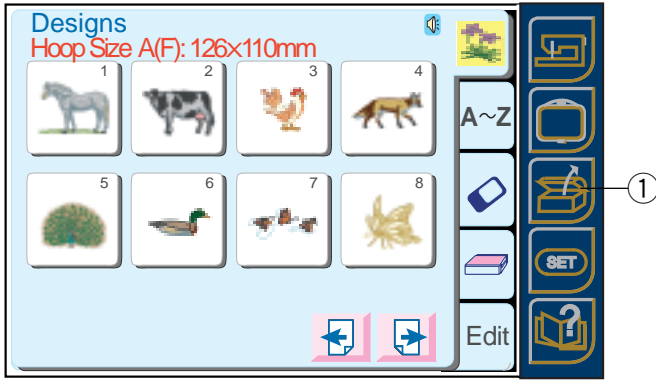 Designs
Hoop Size A(F): 126×110mm
1 2 3 4
5 6 7 8
A~Z
Edit
SET
?
1